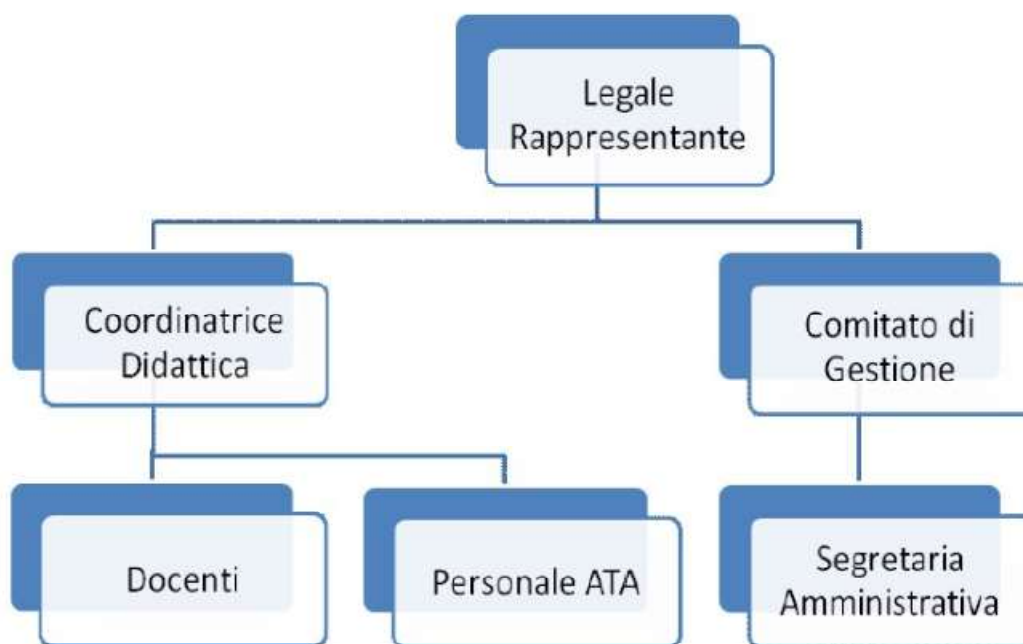 Legale
Rappresentante
Coordinatrice
Didattica
Comitato di
Gestione
Docenti
Personale ATA
Segretaria
Amministrativa